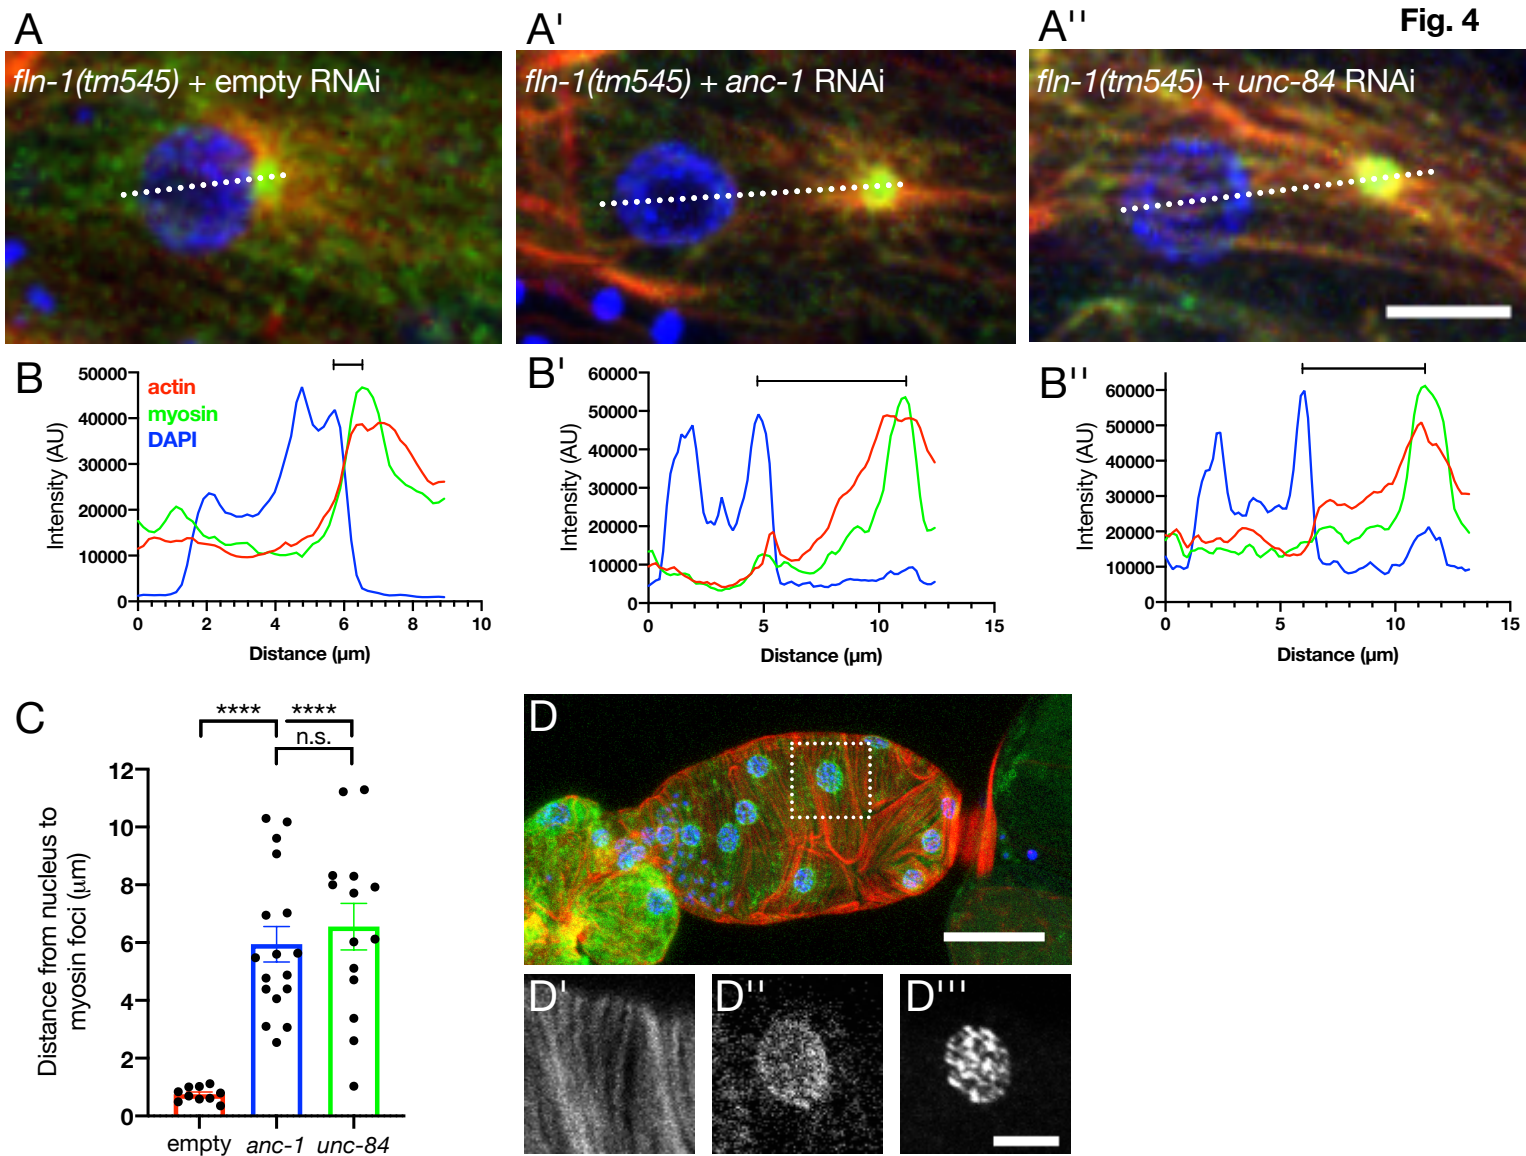 Fig. 4
A
fln-1(tm545) + empty RNAi
A'
fln-1(tm545) + anc-1 RNAi
A''
fln-1(tm545) + unc-84 RNAi
B
actin
myosin
DAPI
Intensity (AU)
50000
40000
30000
20000
10000
0
0 2 4 6 8 10
Distance (µm)
B'
Intensity (AU)
60000
50000
40000
30000
20000
10000
0
0 5 10 15
Distance (µm)
B''
Intensity (AU)
60000
50000
40000
30000
20000
10000
0
0 5 10 15
Distance (µm)
C
**** ****
n.s.
Distance from nucleus to
myosin foci (µm)
12
10
8
6
4
2
0
empty anc-1 unc-84
D
D'
D''
D'''